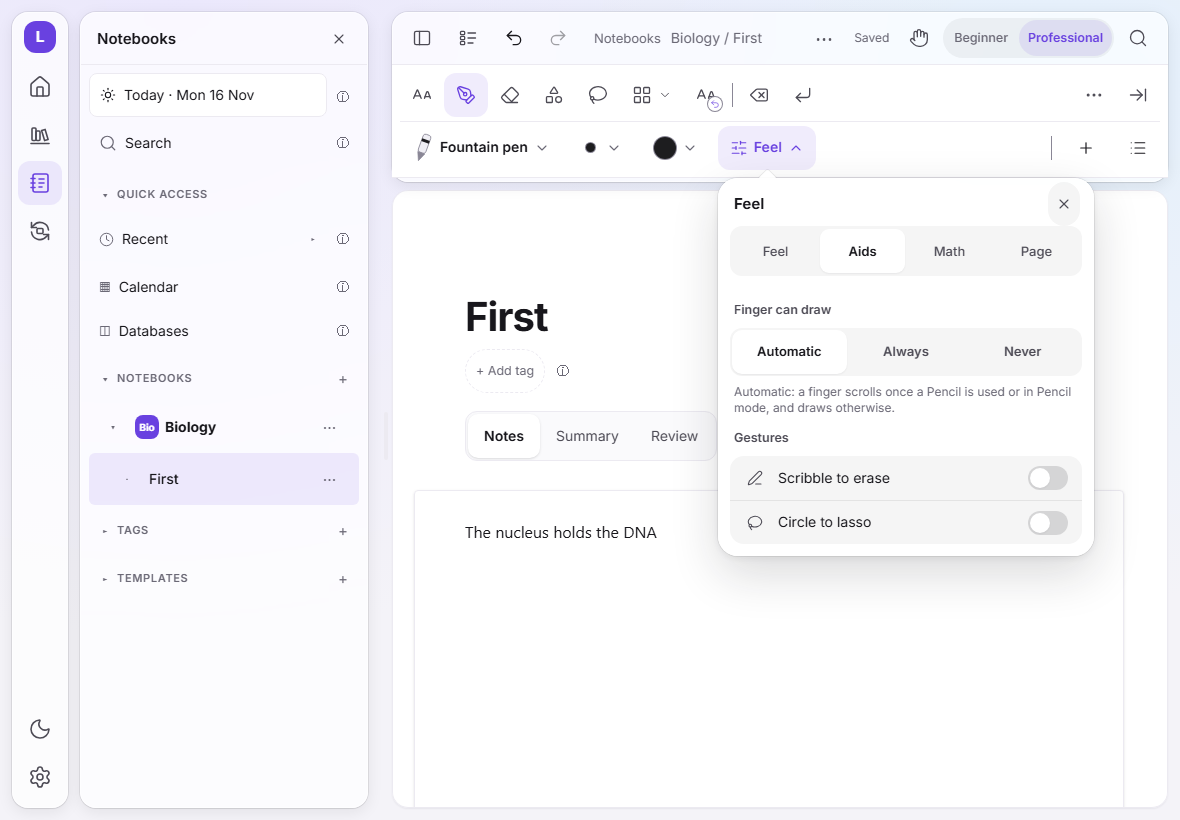 L
Notebooks
Today · Mon 16 Nov
Search
QUICK ACCESS
Recent
Calendar
Databases
NOTEBOOKS
Bio Biology
First
TAGS
TEMPLATES
Notebooks Biology / First
Saved
Beginner Professional
AA
AA
Fountain pen
Feel
First
+ Add tag
Notes Summary Review
The nucleus holds the DNA
Feel
Feel Aids Math Page
Finger can draw
Automatic Always Never
Automatic: a finger scrolls once a Pencil is used or in Pencil
mode, and draws otherwise.
Gestures
Scribble to erase
Circle to lasso